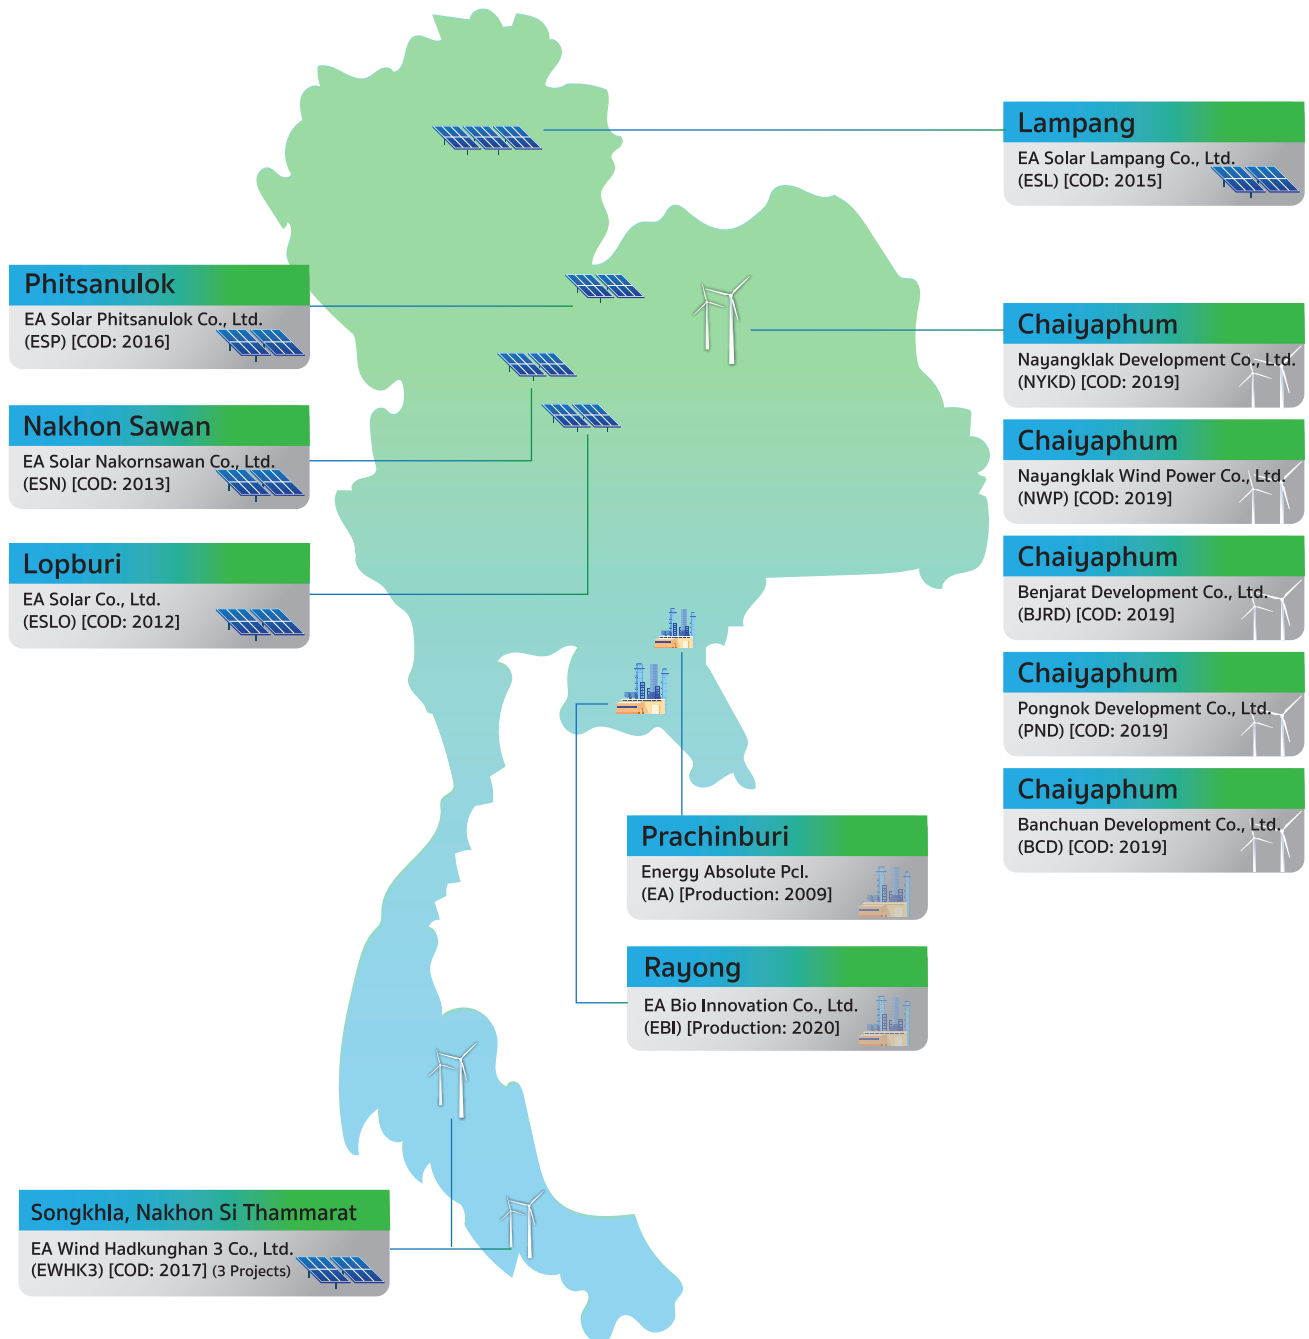 Lampang
EA Solar Lampang Co., Ltd.
(ESL) [COD: 2015]
Phitsanulok
EA Solar Phitsanulok Co., Ltd.
(ESP) [COD: 2016]
Nakhon Sawan
EA Solar Nakornsawan Co., Ltd.
(ESN) [COD: 2013]
Lopburi
EA Solar Co., Ltd.
(ESLO) [COD: 2012]
Chaiyaphum
Nayangklak Development Co., Ltd.
(NYKD) [COD: 2019]
Chaiyaphum
Nayangklak Wind Power Co., Ltd.
(NWP) [COD: 2019]
Chaiyaphum
Benjarat Development Co., Ltd.
(BJRD) [COD: 2019]
Chaiyaphum
Pongnok Development Co., Ltd.
(PND) [COD: 2019]
Chaiyaphum
Banchuan Development Co., Ltd.
(BCD) [COD: 2019]
Prachinburi
Energy Absolute Pcl.
(EA) [Production: 2009]
Rayong
EA Bio Innovation Co., Ltd.
(EBI) [Production: 2020]
Songkhla, Nakhon Si Thammarat
EA Wind Hadkunghan 3 Co., Ltd.
(EWHK3) [COD: 2017] (3 Projects)